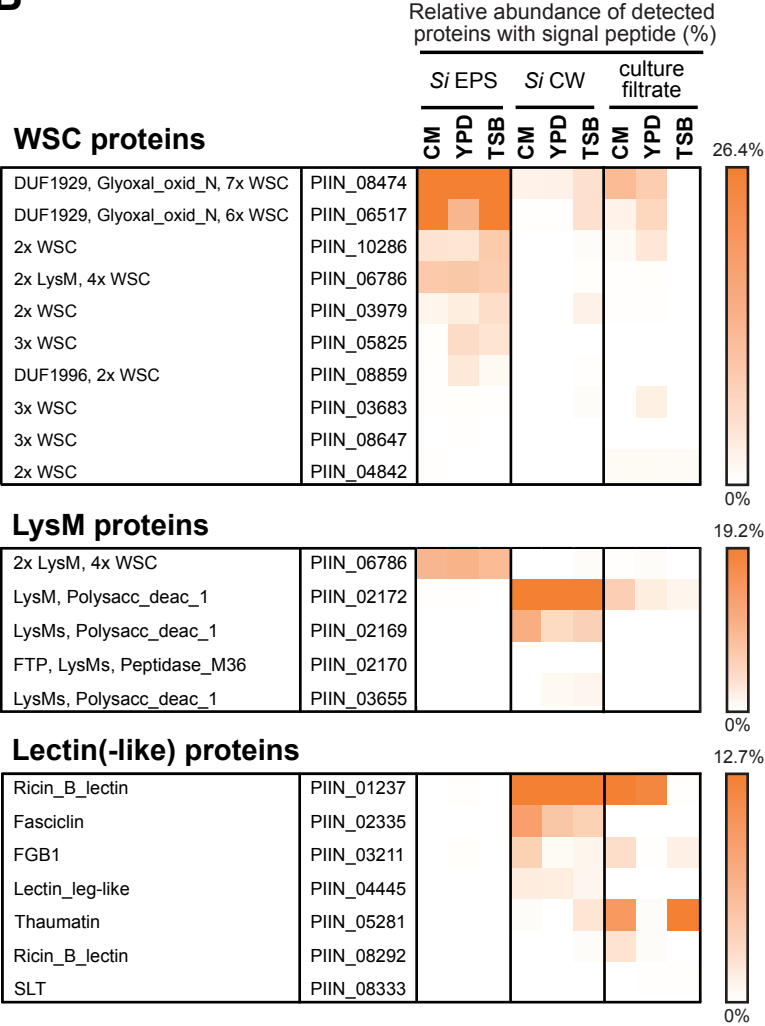 B
Relative abundance of detected
proteins with signal peptide (%)
Si EPS Si CW culture
filtrate
WSC proteins
CM YPD TSB CM YPD TSB CM YPD TSB
26.4%
DUF1929, Glyoxal_oxid_N, 7x WSC PIIN_08474
DUF1929, Glyoxal_oxid_N, 6x WSC PIIN_06517
2x WSC PIIN_10286
2x LysM, 4x WSC PIIN_06786
2x WSC PIIN_03979
3x WSC PIIN_05825
DUF1996, 2x WSC PIIN_08859
3x WSC PIIN_03683
3x WSC PIIN_08647
2x WSC PIIN_04842
0%
LysM proteins
19.2%
2x LysM, 4x WSC PIIN_06786
LysM, Polysacc_deac_1 PIIN_02172
LysMs, Polysacc_deac_1 PIIN_02169
FTP, LysMs, Peptidase_M36 PIIN_02170
LysMs, Polysacc_deac_1 PIIN_03655
0%
Lectin(-like) proteins
12.7%
Ricin_B_lectin PIIN_01237
Fasciclin PIIN_02335
FGB1 PIIN_03211
Lectin_leg-like PIIN_04445
Thaumatin PIIN_05281
Ricin_B_lectin PIIN_08292
SLT PIIN_08333
0%